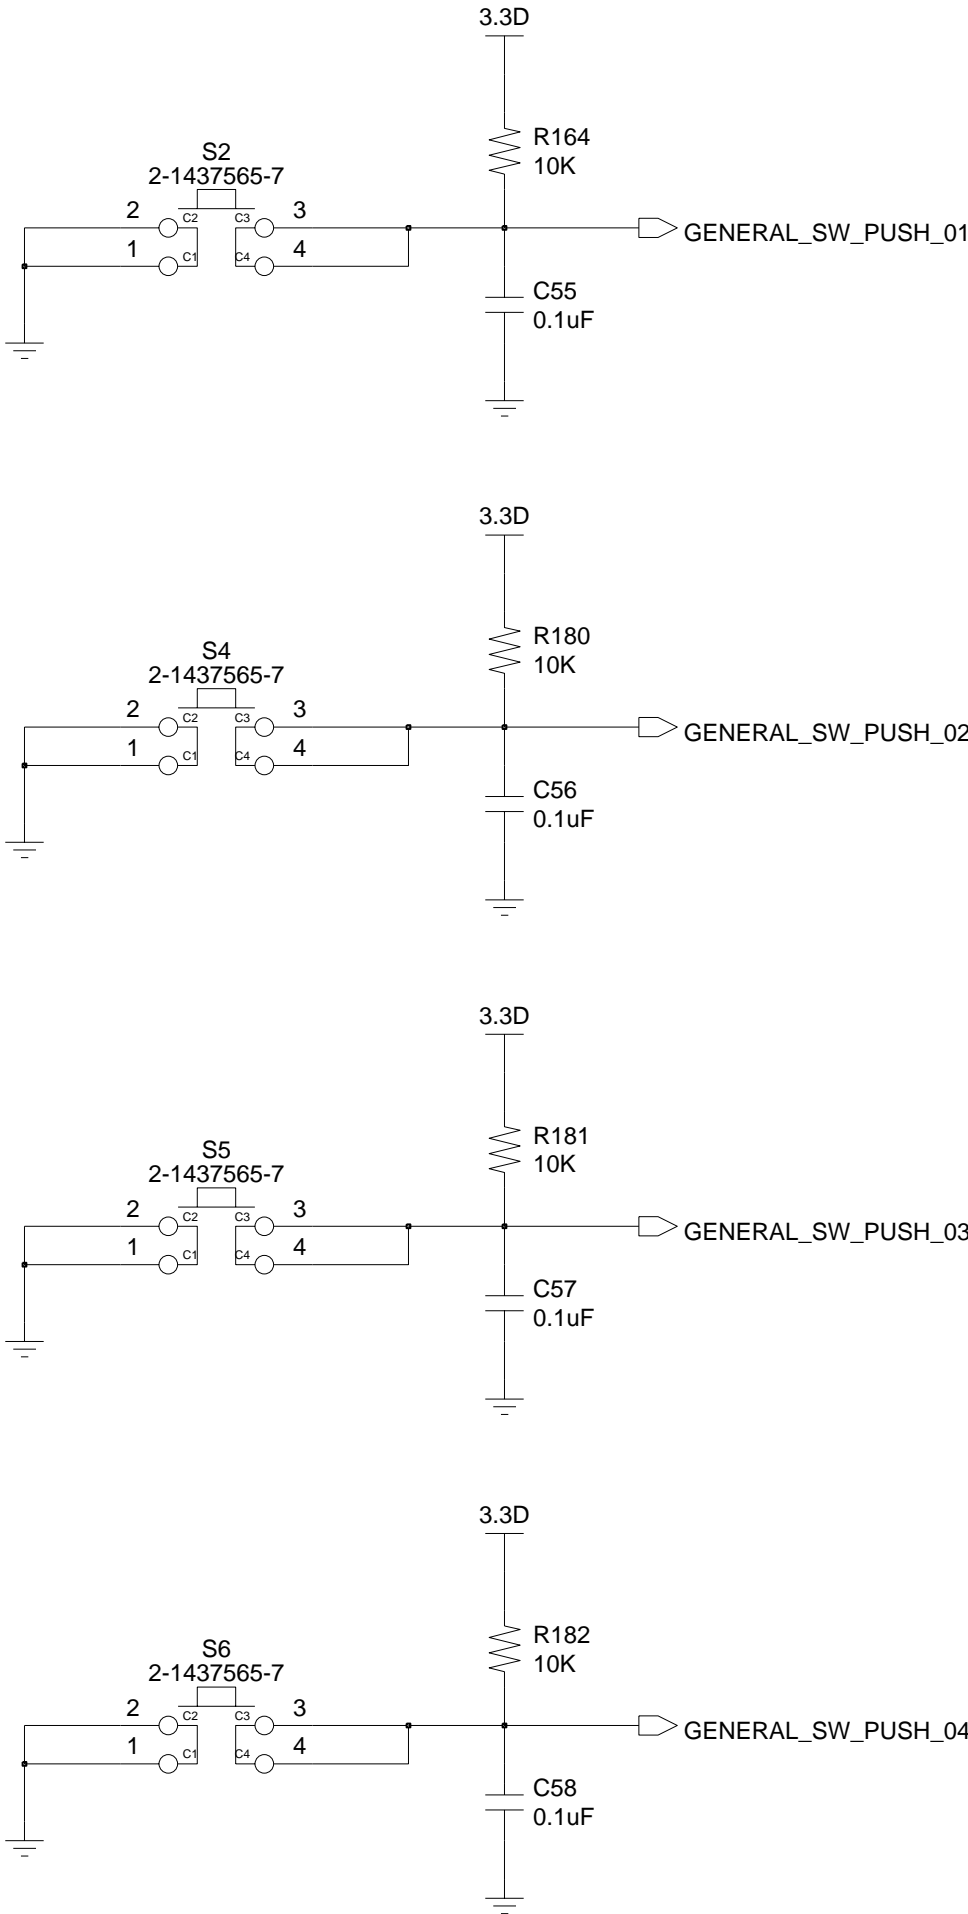 3.3D
R164
10K
S2
2-1437565-7
2
C2
C3
3
GENERAL_SW_PUSH_01
1
C1
C4
4
C55
0.1uF
3.3D
R180
10K
S4
2-1437565-7
2
C2
C3
3
GENERAL_SW_PUSH_02
1
C1
C4
4
C56
0.1uF
3.3D
R181
10K
S5
2-1437565-7
2
C2
C3
3
GENERAL_SW_PUSH_03
1
C1
C4
4
C57
0.1uF
3.3D
R182
10K
S6
2-1437565-7
2
C2
C3
3
GENERAL_SW_PUSH_04
1
C1
C4
4
C58
0.1uF